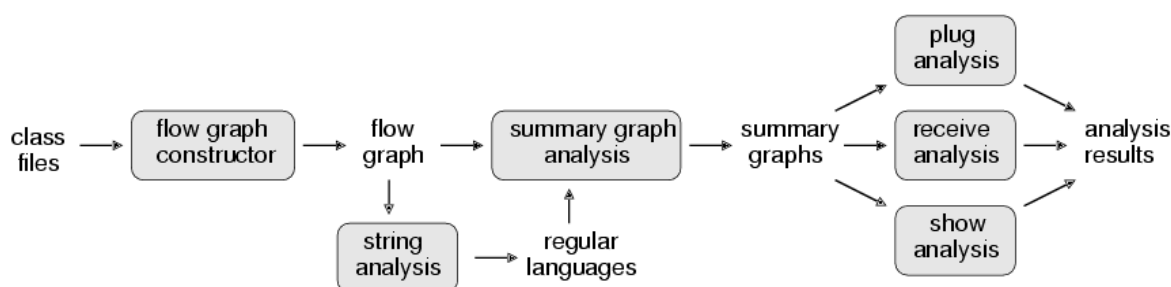 class
files
flow graph
constructor
flow
graph
string
analysis
regular
languages
summary graph
analysis
summary
graphs
plug
analysis
receive
analysis
show
analysis
analysis
results